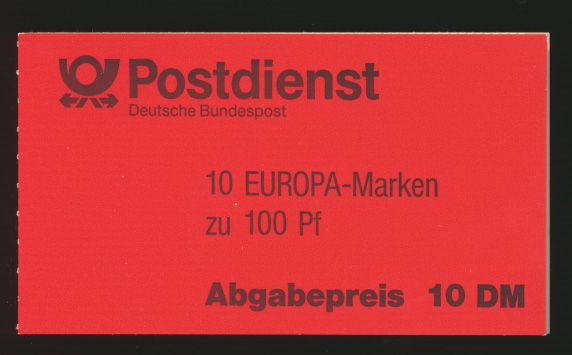 Postdienst
Deutsche Bundespost
10 EUROPA-Marken
zu 100 Pf
Abgabepreis 10 DM